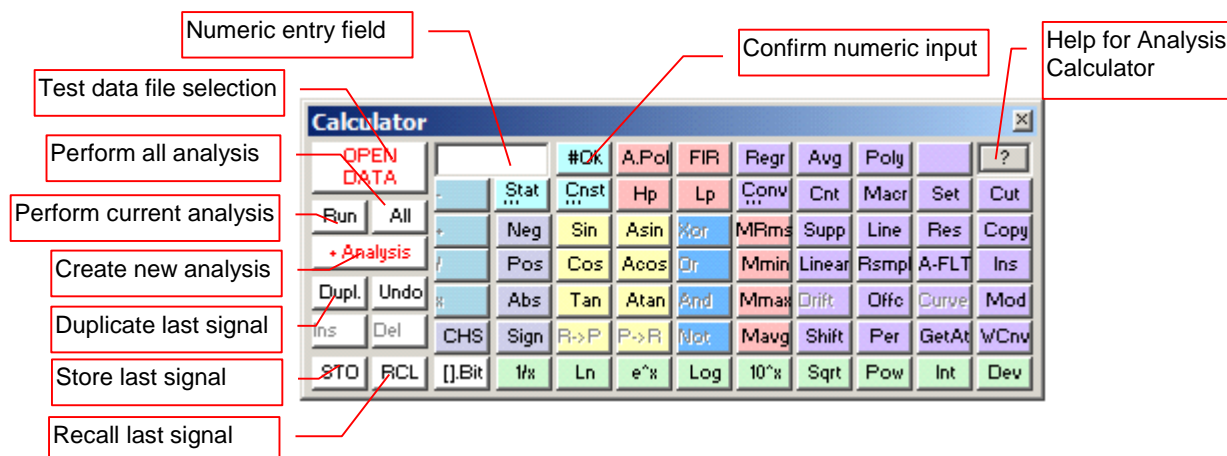 Numeric entry field
Confirm numeric input
Help for Analysis
Calculator
Test data file selection
Perform all analysis
Perform current analysis
Create new analysis
Duplicate last signal
Store last signal
Recall last signal
Calculator
OPEN
DATA
#Ok A.Pol FIR Regr Avg Poly ?
- Stat... Cnst... Hp Lp Conv... Cnt Macr Set Cut
Run All + Neg Sin Asin Xor MRms Supp Line Res Copy
+ Analysis / Pos Cos Acos Or Mmin Linear Rsmpl A-FLT Ins
Dupl. Undo x Abs Tan Atan And Mmax Drift Offc Curve Mod
Ins Del CHS Sign R->P P->R Not Mavg Shift Per GetAt WCnv
STO RCL [].Bit 1/x Ln e^x Log 10^x Sqrt Pow Int Dev